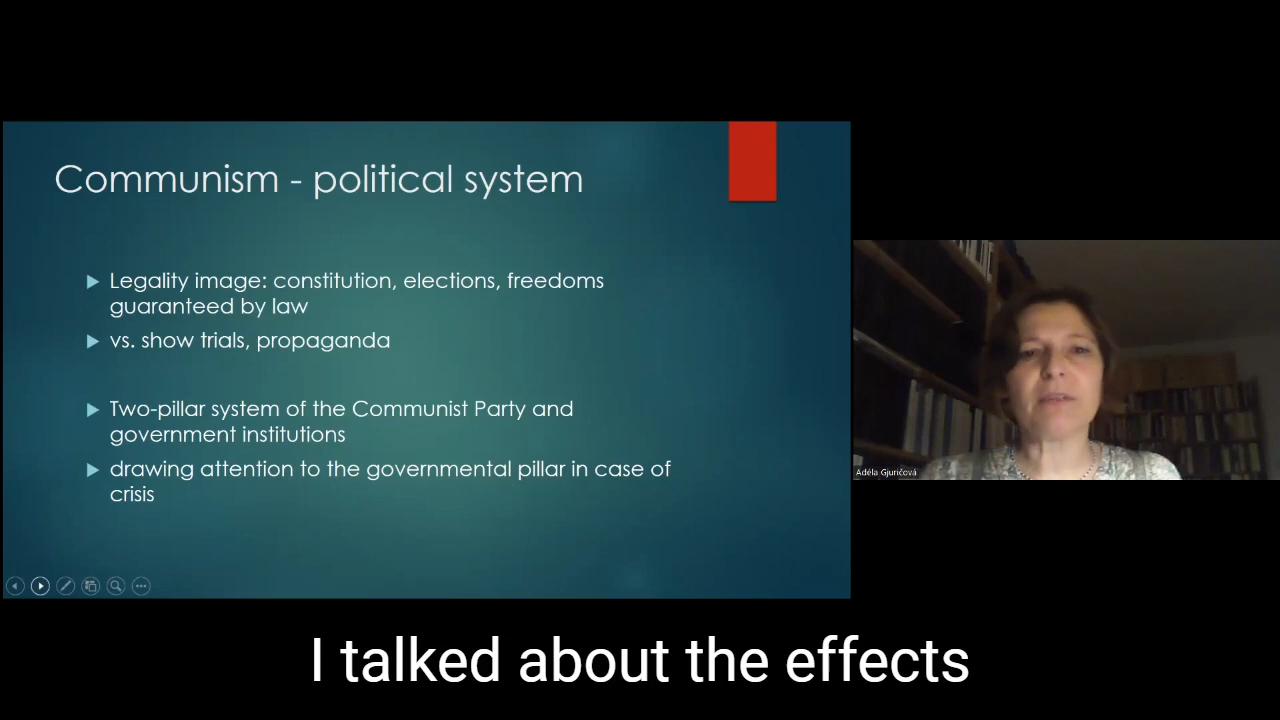 Communism - political system
Legality image: constitution, elections, freedoms
guaranteed by law
vs. show trials, propaganda
Two-pillar system of the Communist Party and
government institutions
drawing attention to the governmental pillar in case of
crisis
Adéla Gjuričová
I talked about the effects